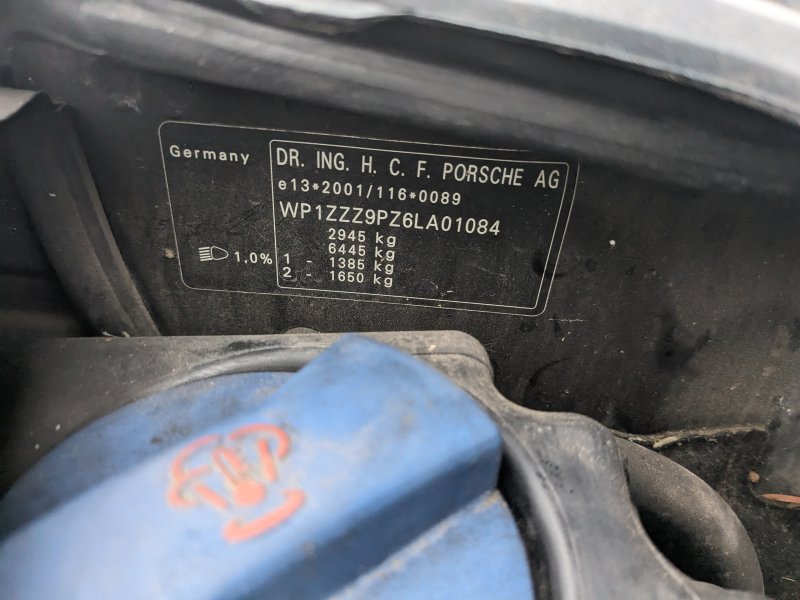 Germany
DR. ING. H. C. F. PORSCHE AG
e13*2001/116*0089
WP1ZZZ9PZ6LA01084
2945 kg
6445 kg
1 - 1385 kg
2 - 1650 kg
1,0%